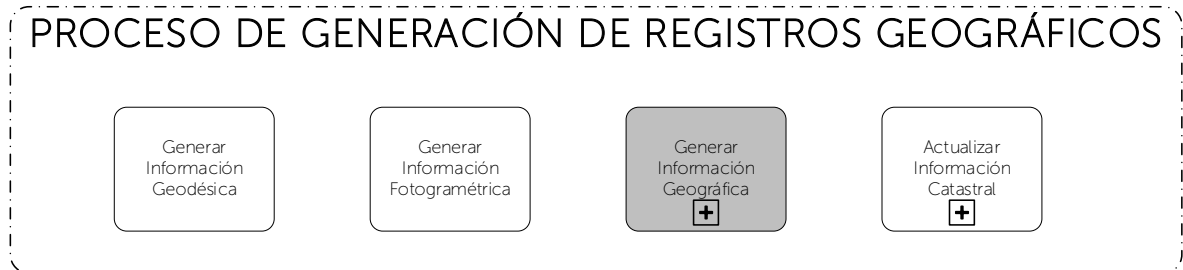 PROCESO DE GENERACIÓN DE REGISTROS GEOGRÁFICOS
Generar
Información
Geodésica
Generar
Información
Fotogramétrica
Generar
Información
Geográfica
Actualizar
Información
Catastral